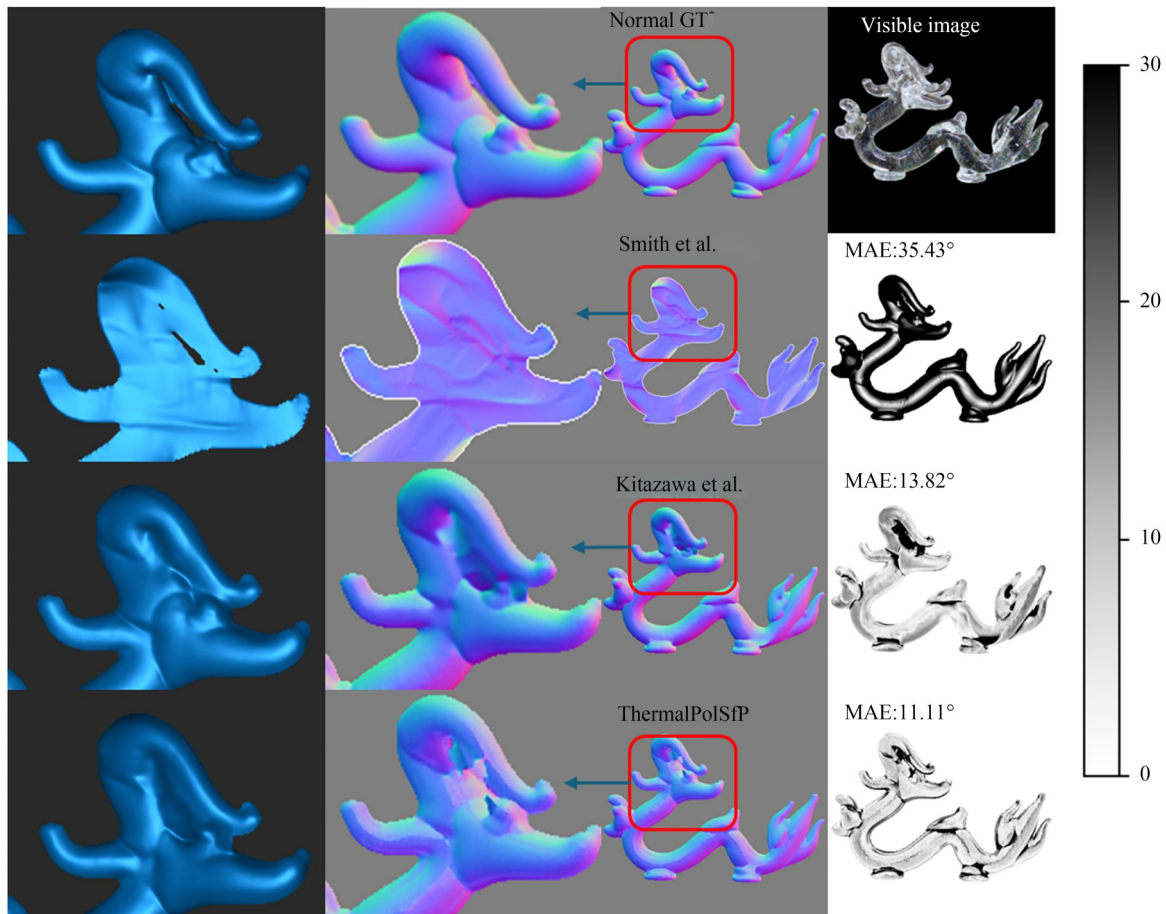 Normal GT
Visible image
30
Smith et al.
MAE:35.43°
20
Kitazawa et al.
MAE:13.82°
10
ThermalPolSfP
MAE:11.11°
0